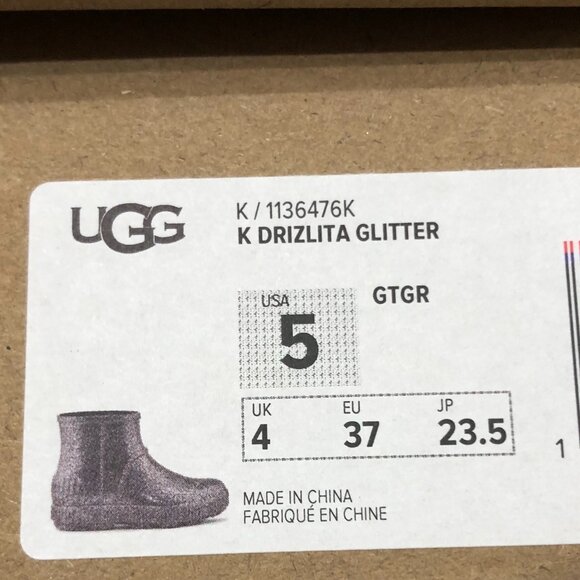 UGG
K / 1136476K
K DRIZLITA GLITTER
USA
5
GTGR
UK EU JP
4 37 23.5
1
MADE IN CHINA
FABRIQUÉ EN CHINE